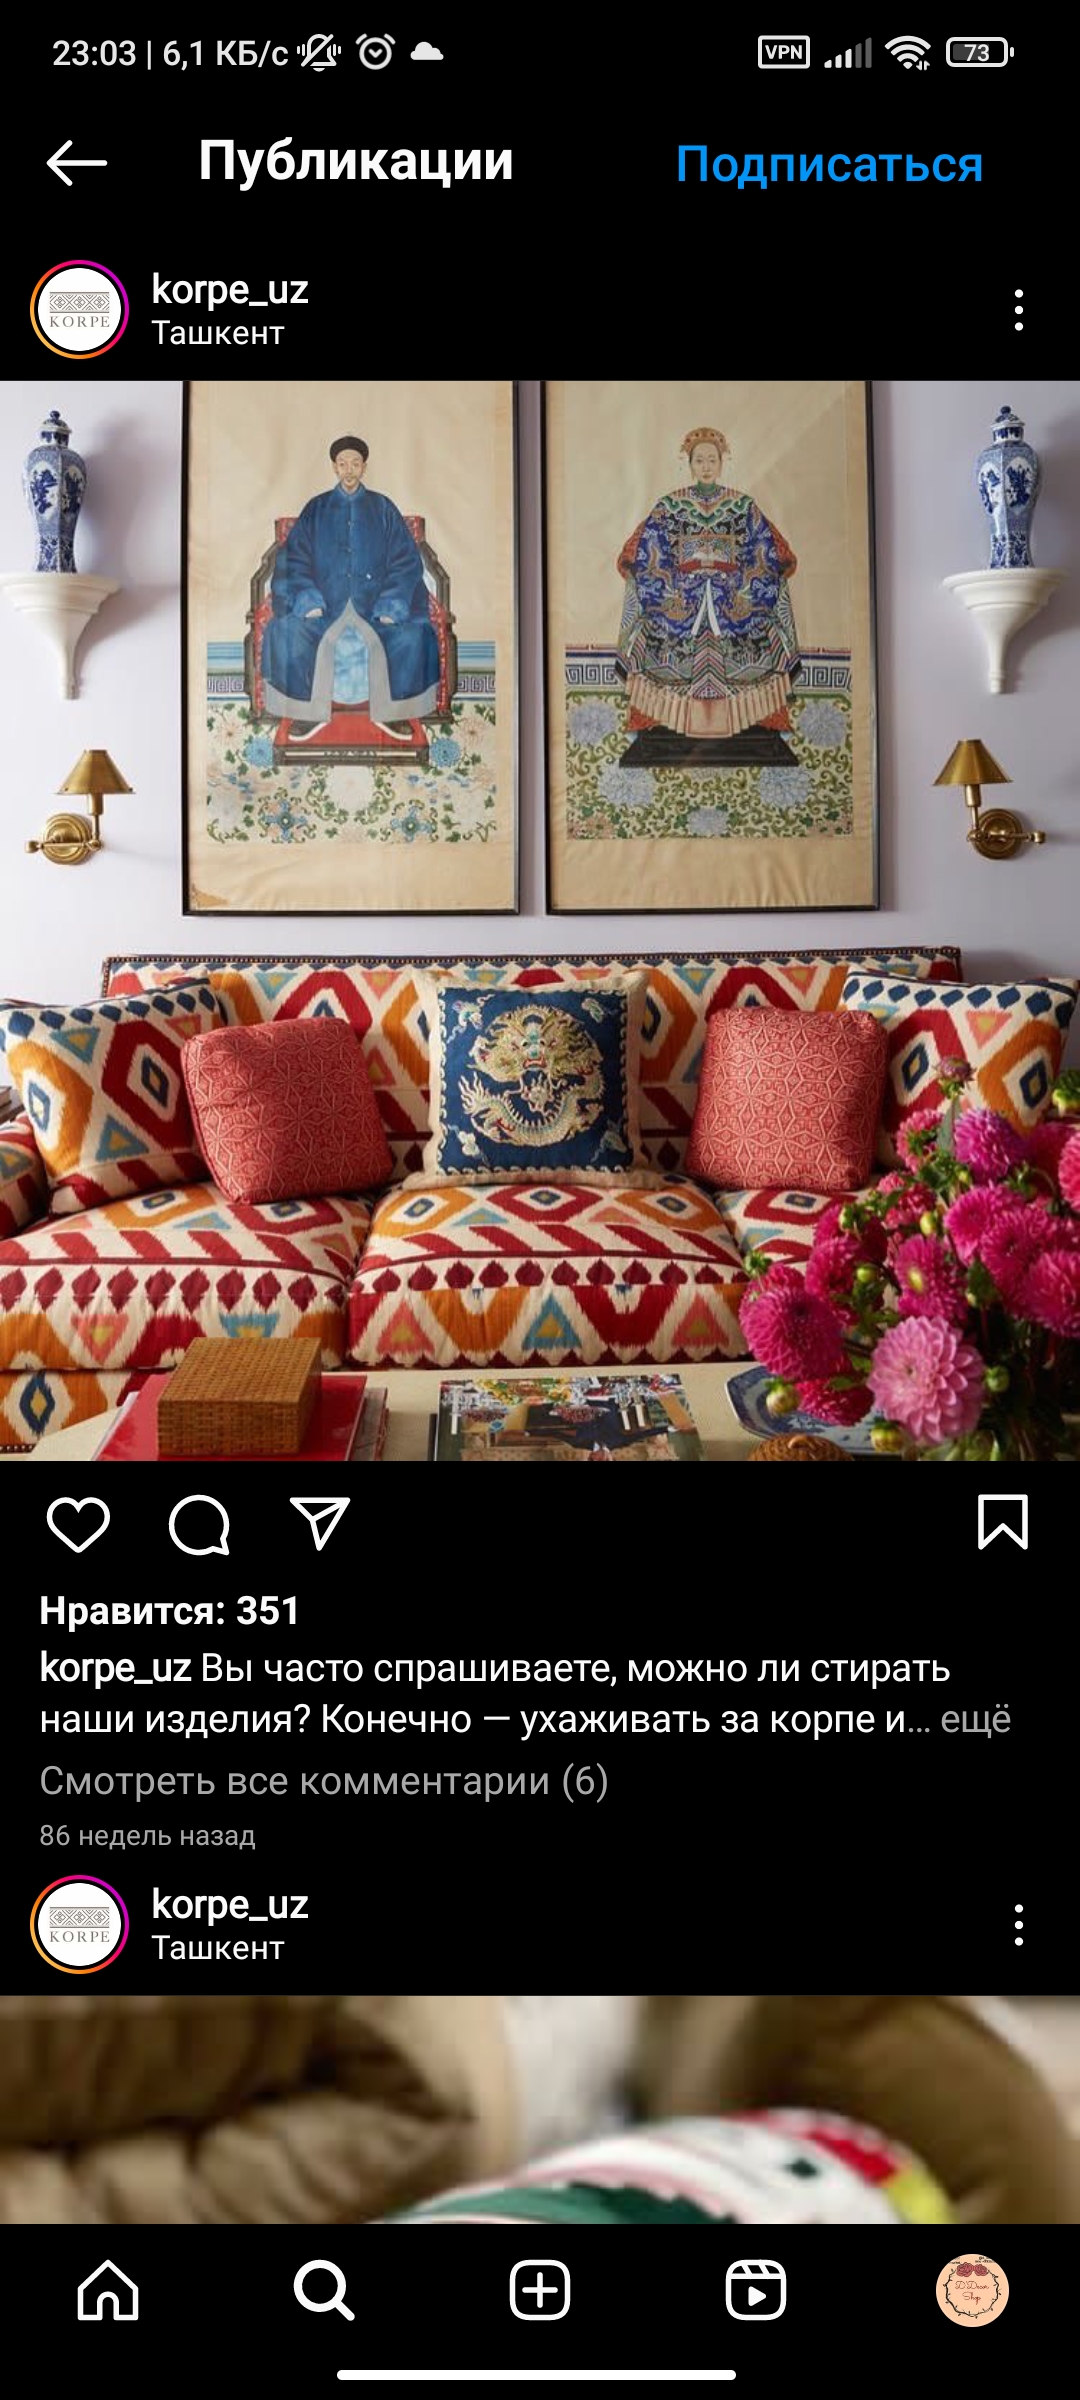 23:03 | 6,1 КБ/с
VPN
73
Публикации
Подписаться
KORPE
korpe_uz
Ташкент
Нравится: 351
korpe_uz Вы часто спрашиваете, можно ли стирать
наши изделия? Конечно — ухаживать за корпе и... ещё
Смотреть все комментарии (6)
86 недель назад
KORPE
korpe_uz
Ташкент
D'Decor
Shop